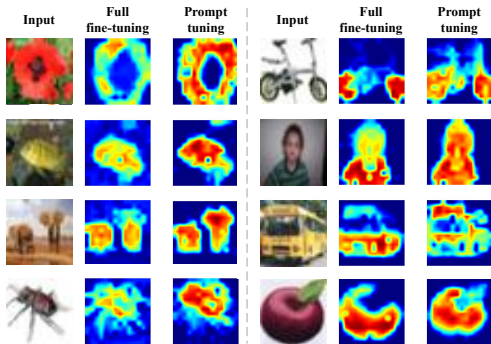 Input
Full
fine-tuning
Prompt
tuning
Input
Full
fine-tuning
Prompt
tuning